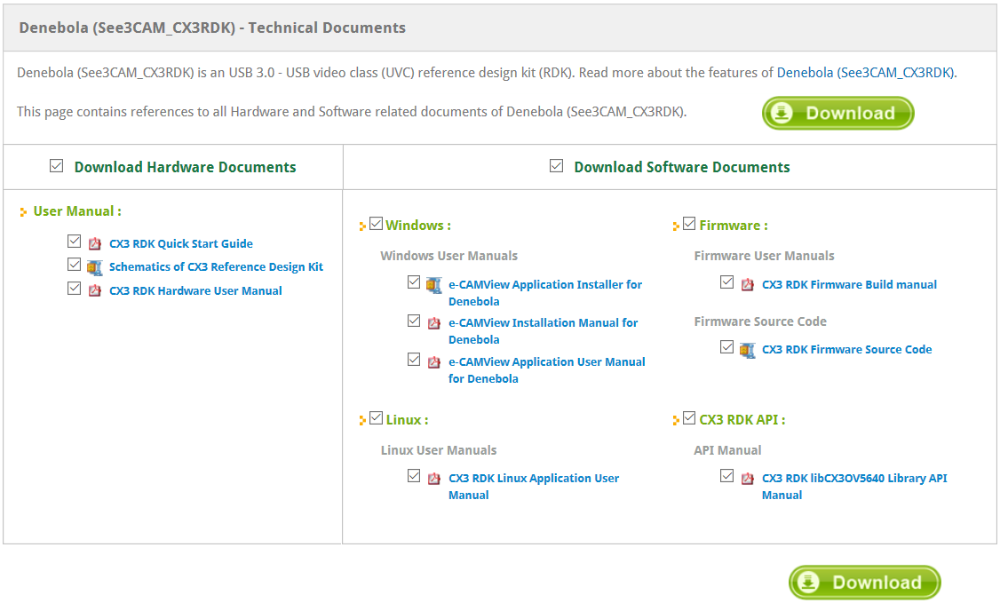 Denebola (See3CAM_CX3RDK) - Technical Documents
Denebola (See3CAM_CX3RDK) is an USB 3.0 - USB video class (UVC) reference design kit (RDK). Read more about the features of Denebola (See3CAM_CX3RDK).
This page contains references to all Hardware and Software related documents of Denebola (See3CAM_CX3RDK).
Download
Download Hardware Documents
Download Software Documents
User Manual :
CX3 RDK Quick Start Guide
Schematics of CX3 Reference Design Kit
CX3 RDK Hardware User Manual
Windows :
Windows User Manuals
e-CAMView Application Installer for
Denebola
e-CAMView Installation Manual for
Denebola
e-CAMView Application User Manual
for Denebola
Firmware :
Firmware User Manuals
CX3 RDK Firmware Build manual
Firmware Source Code
CX3 RDK Firmware Source Code
Linux :
Linux User Manuals
CX3 RDK Linux Application User
Manual
CX3 RDK API :
API Manual
CX3 RDK libCX3OV5640 Library API
Manual
Download